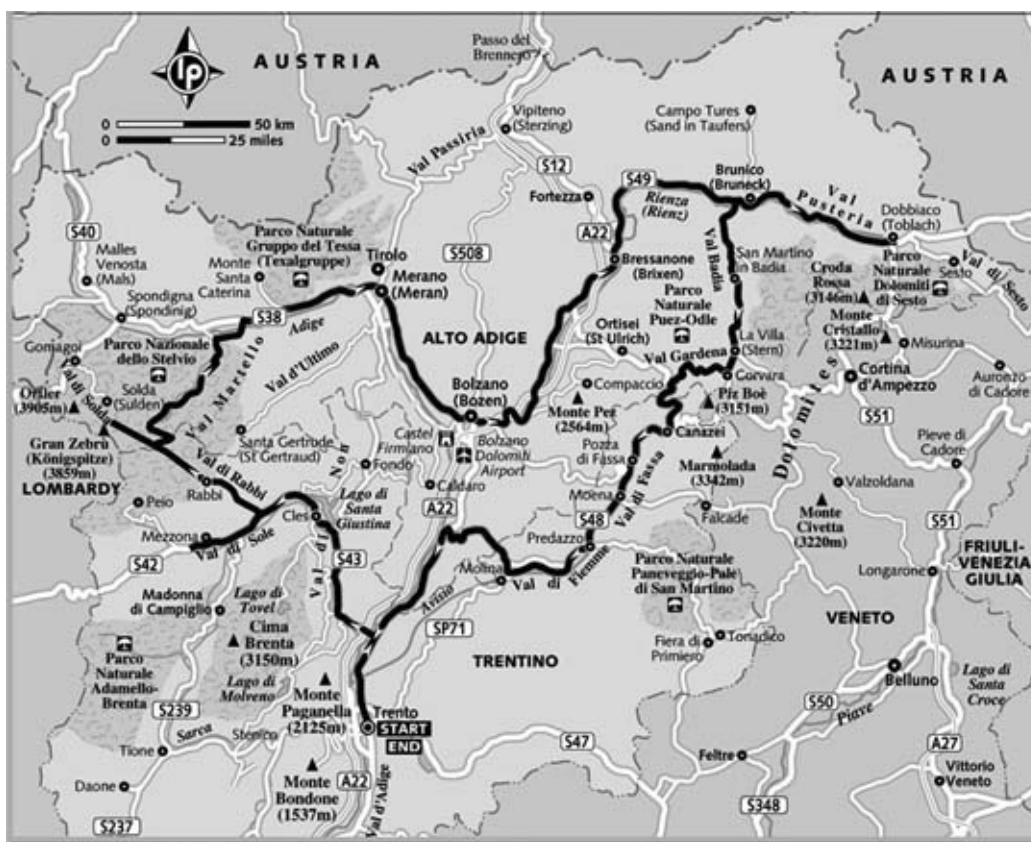 AUSTRIA
Passo del
Brennero
AUSTRIA
lp
0
50 km
0
25 miles
Vipiteno
(Sterzing)
Campo Tures
(Sand in Taufers)
Val Passiria
S12
S49
Brunico
(Bruneck)
Val
Pusteria
Fortezza
Rienza
(Rienz)
Dobbiaco
(Toblach)
S40
Parco Naturale
Gruppo del Tessa
(Texalgruppe)
Tirolo
S508
A22
Val Badia
San Martino
in Badia
Croda
Rossa
(3146m)
Parco
Naturale
Dolomiti
di Sesto
Val di Sesto
Sesto
Malles
Venosta
(Mals)
Monte
Santa
Caterina
Merano
(Meran)
Bressanone
(Brixen)
Parco
Naturale
Puez-Odle
Monte
Cristallo
(3221m)
Spondigna
(Spondinig)
S38
Adige
ALTO ADIGE
Ortisei
(St Ulrich)
La Villa
(Stern)
Misurina
Gomagoi
Parco Nazionale
dello Stelvio
Val Martello
Val d'Ultimo
Val Gardena
Corvara
Cortina
d'Ampezzo
Auronzo
di Cadore
Val di Solda
Solda
(Sulden)
Ortler
(3905m)
Bolzano
(Bozen)
Compaccio
Monte Pez
(2564m)
Piz Boè
(3151m)
Dolomites
S51
Gran Zebrù
(Königspitze)
(3859m)
Santa Gertrude
(St Gertraud)
Castel
Firmiano
Bolzano
Dolomiti
Airport
Pozza
di Fassa
Canazei
Marmolada
(3342m)
Pieve di
Cadore
LOMBARDY
Val di Rabbi
Rabbi
Non
Fondo
Caldaro
Val di Fassa
Valzoldana
Peio
Cles
Lago di
Santa
Giustina
A22
Moena
S48
Falcade
Monte
Civetta
(3220m)
S51
Mezzona
Val di Sole
Val di
S43
Predazzo
S42
Molina
Val di Fiemme
Parco Naturale
Paneveggio-Pale
di San Martino
Longarone
FRIULI-
VENEZIA
GIULIA
Madonna
di Campiglio
Lago di
Tovel
Avisio
SP71
VENETO
Cima
Brenta
(3150m)
TRENTINO
Fiera di
Primiero
Tonadico
Parco
Naturale
Adamello-
Brenta
Lago di
Molveno
Monte
Paganella
(2125m)
Belluno
Lago di
Santa
Croce
S239
Sarca
Trento
START
END
S50
Piave
Tione
Stenico
S47
Feltre
A27
Daone
Monte
Bondone
(1537m)
A22
Val d'Adige
Vittorio
Veneto
S237
S348